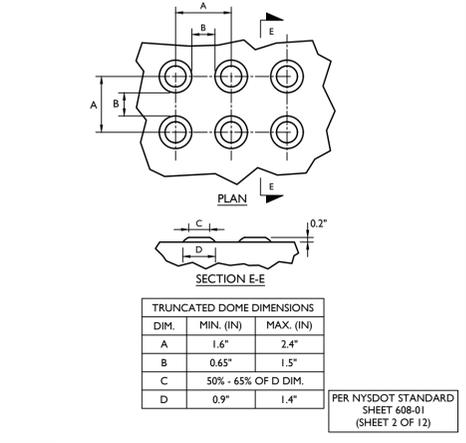 A
E
B
A
B
E
PLAN
C
0.2"
D
SECTION E-E
TRUNCATED DOME DIMENSIONS
DIM. MIN. (IN) MAX. (IN)
A 1.6" 2.4"
B 0.65" 1.5"
C 50% - 65% OF D DIM.
D 0.9" 1.4"
PER NYSDOT STANDARD
SHEET 608-01
(SHEET 2 OF 12)